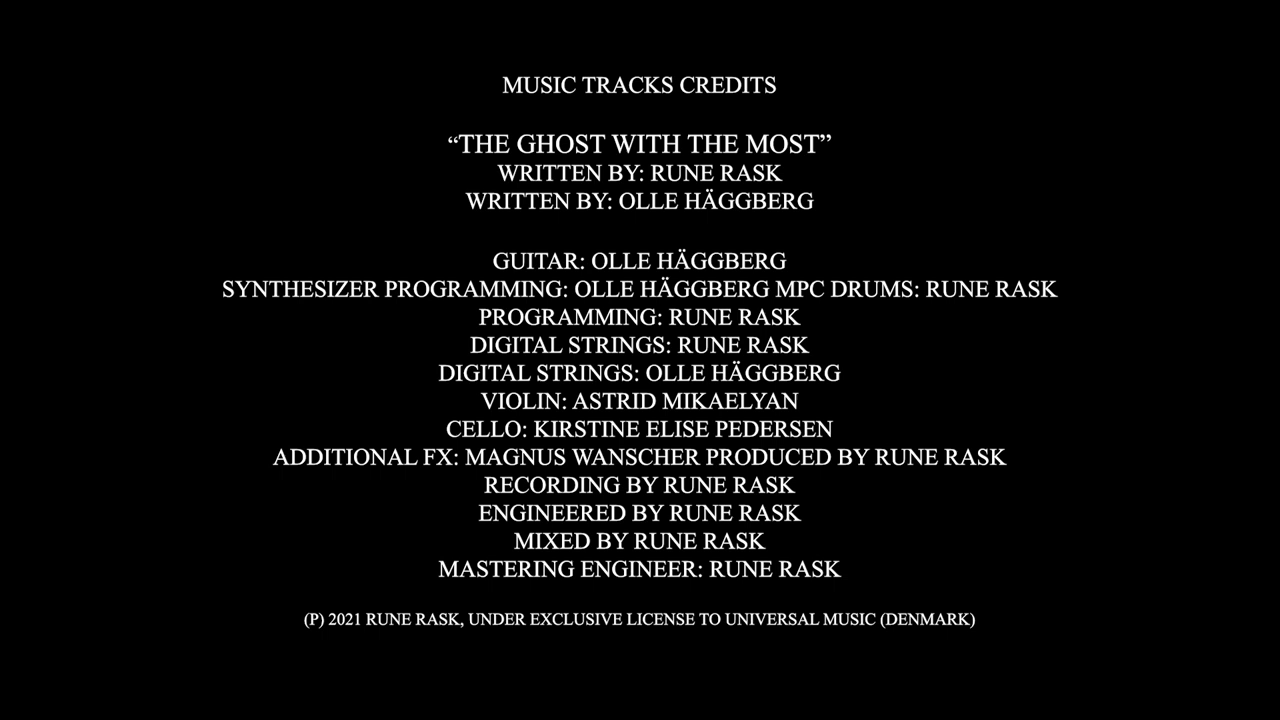 MUSIC TRACKS CREDITS
“THE GHOST WITH THE MOST”
WRITTEN BY: RUNE RASK
WRITTEN BY: OLLE HÄGGBERG
GUITAR: OLLE HÄGGBERG
SYNTHESIZER PROGRAMMING: OLLE HÄGGBERG MPC DRUMS: RUNE RASK
PROGRAMMING: RUNE RASK
DIGITAL STRINGS: RUNE RASK
DIGITAL STRINGS: OLLE HÄGGBERG
VIOLIN: ASTRID MIKAELYAN
CELLO: KIRSTINE ELISE PEDERSEN
ADDITIONAL FX: MAGNUS WANSCHER PRODUCED BY RUNE RASK
RECORDING BY RUNE RASK
ENGINEERED BY RUNE RASK
MIXED BY RUNE RASK
MASTERING ENGINEER: RUNE RASK
(P) 2021 RUNE RASK, UNDER EXCLUSIVE LICENSE TO UNIVERSAL MUSIC (DENMARK)